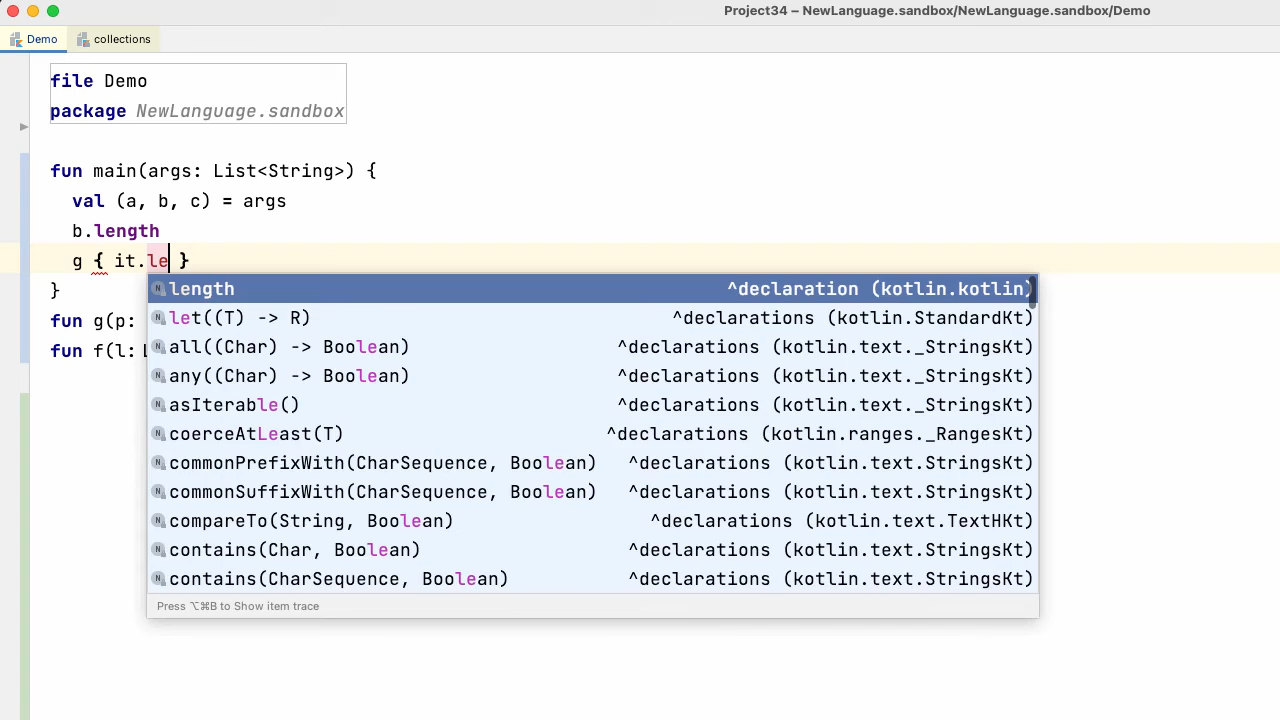 Project34 – NewLanguage.sandbox/NewLanguage.sandbox/Demo
Demo collections
file Demo
package NewLanguage.sandbox
fun main(args: List<String>) {
val (a, b, c) = args
b.length
g { it.le }
}
fun g(p:
fun f(l:
length ^declaration (kotlin.kotlin)
let((T) -> R) ^declarations (kotlin.StandardKt)
all((Char) -> Boolean) ^declarations (kotlin.text._StringsKt)
any((Char) -> Boolean) ^declarations (kotlin.text._StringsKt)
asIterable() ^declarations (kotlin.text._StringsKt)
coerceAtLeast(T) ^declarations (kotlin.ranges._RangesKt)
commonPrefixWith(CharSequence, Boolean) ^declarations (kotlin.text.StringsKt)
commonSuffixWith(CharSequence, Boolean) ^declarations (kotlin.text.StringsKt)
compareTo(String, Boolean) ^declarations (kotlin.text.TextHKt)
contains(Char, Boolean) ^declarations (kotlin.text.StringsKt)
contains(CharSequence, Boolean) ^declarations (kotlin.text.StringsKt)
Press ⌥⌘B to Show item trace